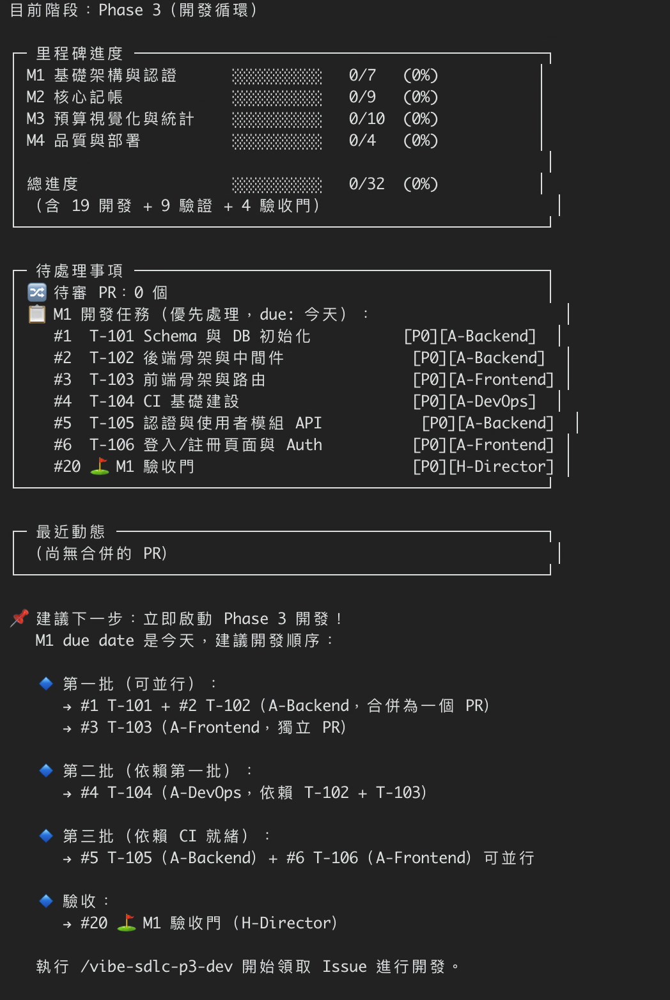 目前階段：Phase 3（開發循環）
里程碑進度
M1 基礎架構與認證 ░░░░░░░░░░ 0/7 (0%)
M2 核心記帳 ░░░░░░░░░░ 0/9 (0%)
M3 預算視覺化與統計 ░░░░░░░░░░ 0/10 (0%)
M4 品質與部署 ░░░░░░░░░░ 0/4 (0%)
總進度 ░░░░░░░░░░ 0/32 (0%)
（含 19 開發 + 9 驗證 + 4 驗收門）
待處理事項
🔀 待審 PR：0 個
📋 M1 開發任務（優先處理，due: 今天）：
#1 T-101 Schema 與 DB 初始化 [P0][A-Backend]
#2 T-102 後端骨架與中間件 [P0][A-Backend]
#3 T-103 前端骨架與路由 [P0][A-Frontend]
#4 T-104 CI 基礎建設 [P0][A-DevOps]
#5 T-105 認證與使用者模組 API [P0][A-Backend]
#6 T-106 登入/註冊頁面與 Auth [P0][A-Frontend]
#20 ⛳ M1 驗收門 [P0][H-Director]
最近動態
（尚無合併的 PR）
📌 建議下一步：立即啟動 Phase 3 開發！
M1 due date 是今天，建議開發順序：
🔷 第一批（可並行）：
→ #1 T-101 + #2 T-102（A-Backend，合併為一個 PR）
→ #3 T-103（A-Frontend，獨立 PR）
🔷 第二批（依賴第一批）：
→ #4 T-104（A-DevOps，依賴 T-102 + T-103）
🔷 第三批（依賴 CI 就緒）：
→ #5 T-105（A-Backend）+ #6 T-106（A-Frontend）可並行
🔷 驗收：
→ #20 ⛳ M1 驗收門（H-Director）
執行 /vibe-sdlc-p3-dev 開始領取 Issue 進行開發。